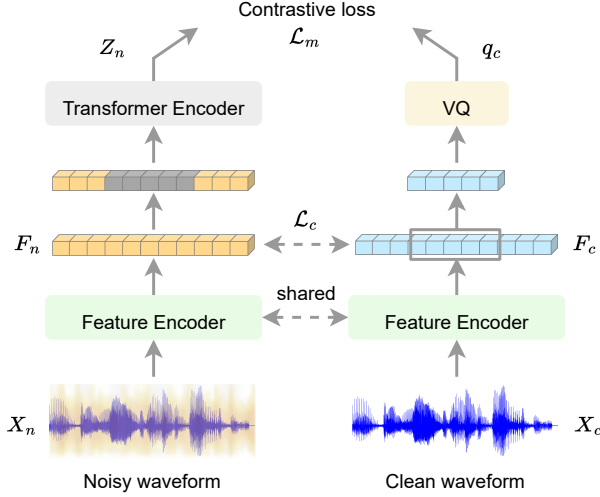 Contrastive loss
Z_n
ℒ_m
q_c
Transformer Encoder
VQ
F_n
ℒ_c
F_c
shared
Feature Encoder
Feature Encoder
X_n
X_c
Noisy waveform
Clean waveform